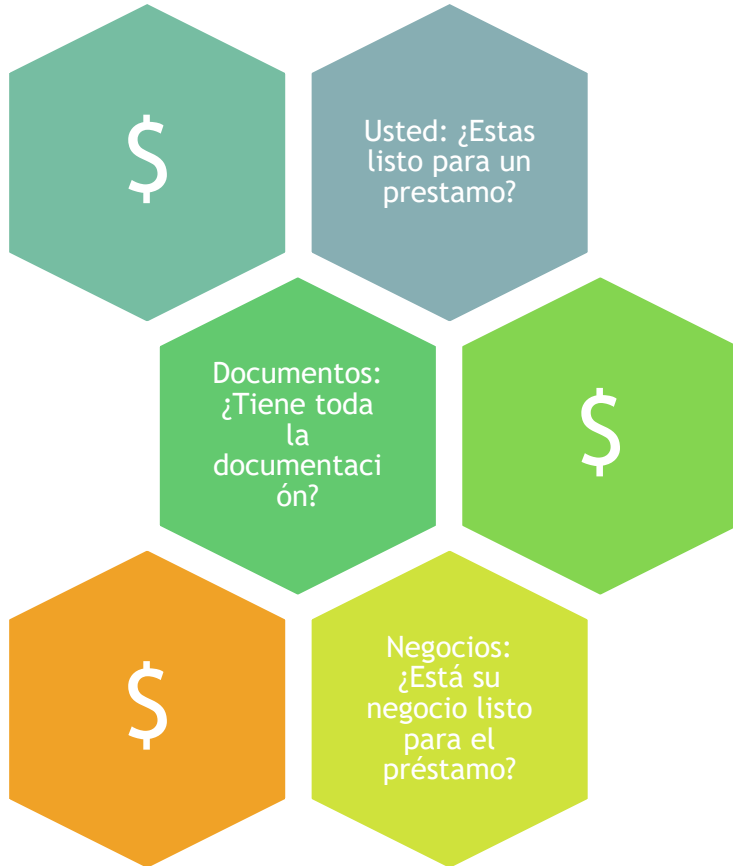 $
Usted: ¿Estas
listo para un
prestamo?
Documentos:
¿Tiene toda
la
documentaci
ón?
$
$
Negocios:
¿Está su
negocio listo
para el
préstamo?